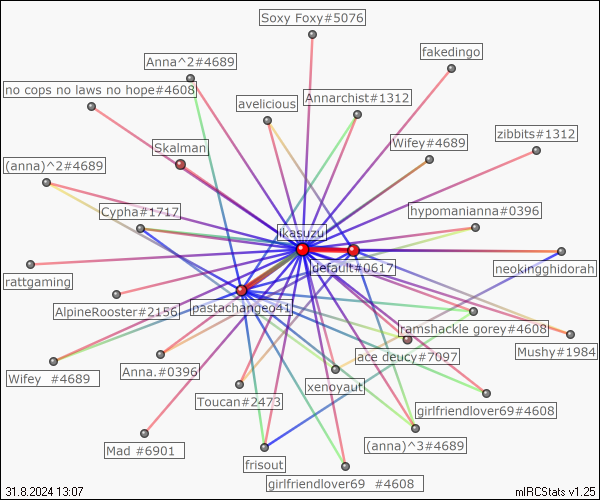 Soxy Foxy#5076
fakedingo
Anna^2#4689
no cops no laws no hope#4608
avelicious
Annarchist#1312
zibbits#1312
Wifey#4689
Skalman
(anna)^2#4689
Cypha#1717
hypomanianna#0396
ikasuzu
default#0617
neokingghidorah
rattgaming
AlpineRooster#2156
pastachangeo41
ramshackle gorey#4608
Mushy#1984
ace deucy#7097
Wifey  #4689
Anna.#0396
xenoyaut
Toucan#2473
girlfriendlover69#4608
Mad #6901
(anna)^3#4689
frisout
girlfriendlover69  #4608
31.8.2024 13:07
mIRCStats v1.25